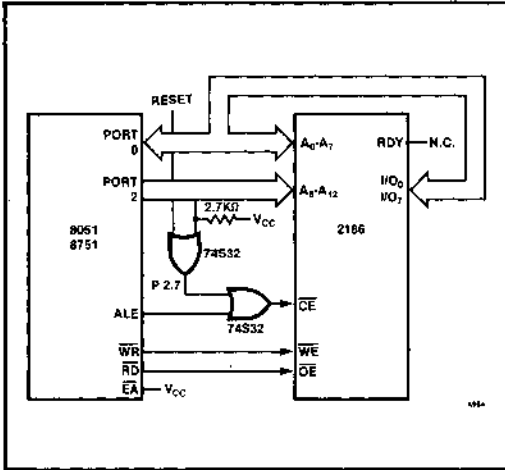 RESET
PORT
0
A0-A7
RDY
N.C.
PORT
2
A8-A12
I/O0
I/O7
2.7KΩ
VCC
8051
8751
74S32
2186
P 2.7
ALE
74S32
CE
WR
WE
RD
OE
EA
VCC